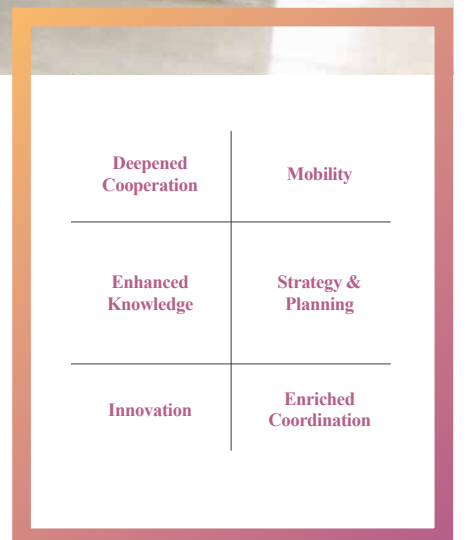 Deepened
Cooperation
Mobility
Enhanced
Knowledge
Strategy &
Planning
Innovation
Enriched
Coordination